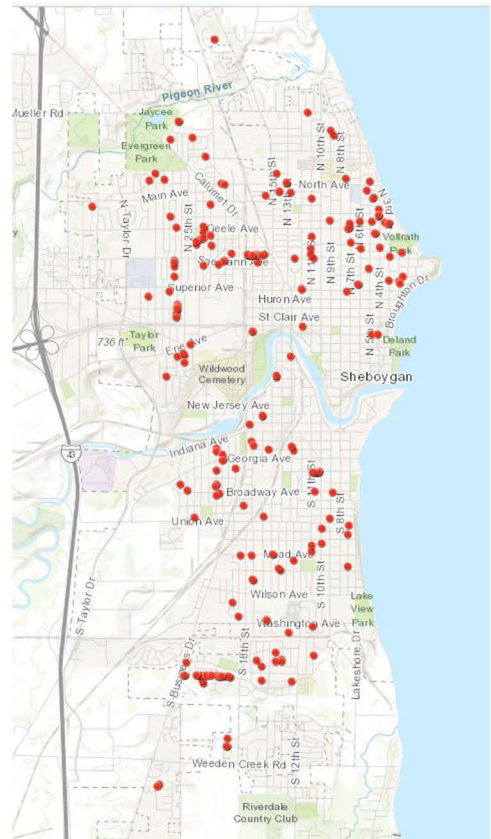 Pigeon River
Mueller Rd
Jaycee
Park
Evergreen
Park
N 10th St
N 8th St
N 15th St
N 13th St
North Ave
Calumet Dr
Main Ave
N 3rd
N Taylor Dr
N 25th St
N 6th St
Geele Ave
Vollrath
Park
N 9th St
N 7th St
N 4th St
Superior Ave
Broughton Dr
Huron Ave
St Clair Ave
N 5th St
Taylor
Park
736 ft
Erie Ave
Deland
Park
Wildwood
Cemetery
Sheboygan
New Jersey Ave
Indiana Ave
43
Georgia Ave
S 11th St
Broadway Ave
S 8th St
Union Ave
Mead Ave
S 10th St
Wilson Ave
Lake
View
Park
S Taylor Dr
Washington Ave
S 18th St
S Business Dr
Lakeshore Dr
S 12th St
Weeden Creek Rd
Riverdale
Country Club